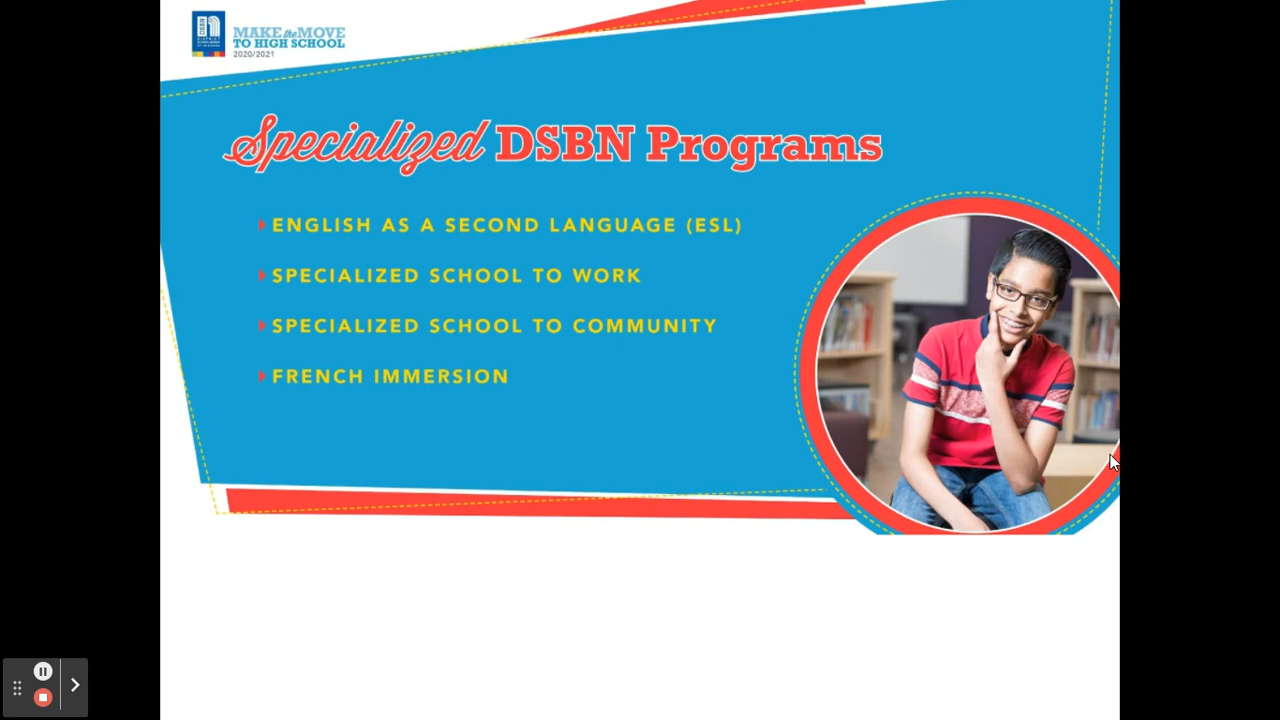 DSBN
MAKE the MOVE
TO HIGH SCHOOL
2020/2021
Specialized DSBN Programs
ENGLISH AS A SECOND LANGUAGE (ESL)
SPECIALIZED SCHOOL TO WORK
SPECIALIZED SCHOOL TO COMMUNITY
FRENCH IMMERSION